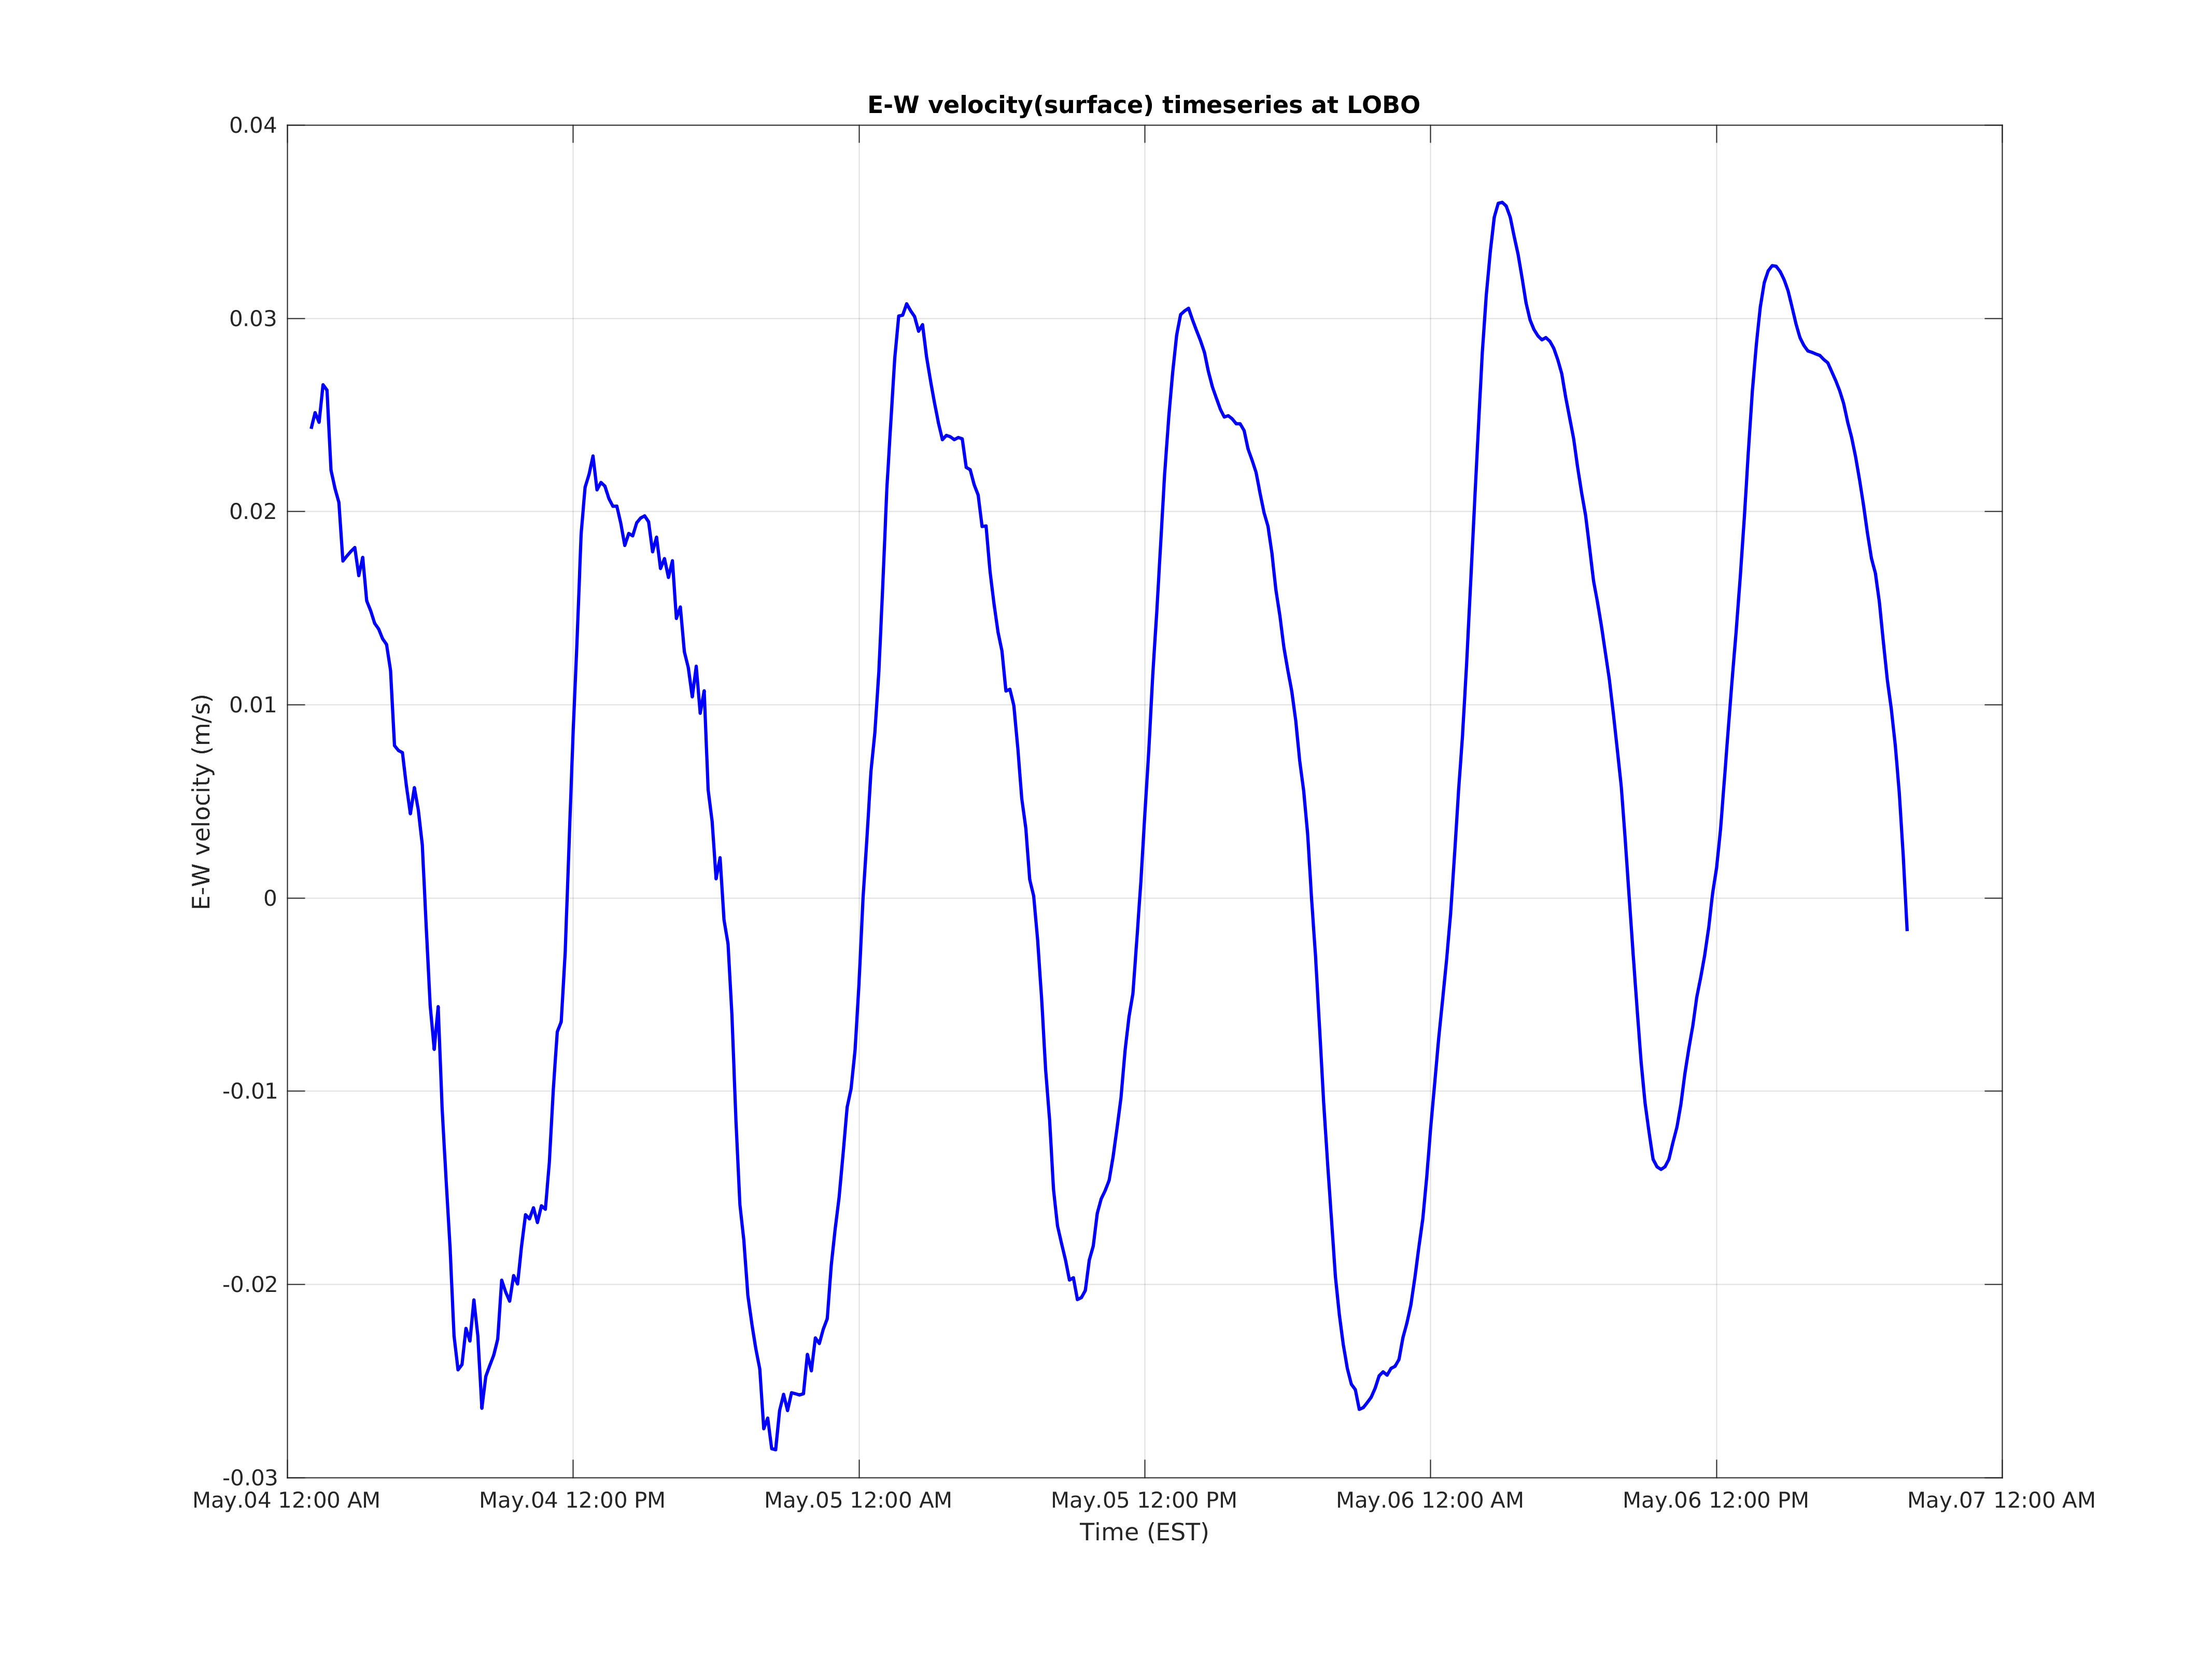 E-W velocity(surface) timeseries at LOBO
0.04
0.03
0.02
0.01
0
-0.01
-0.02
-0.03
E-W velocity (m/s)
May.04 12:00 AM May.04 12:00 PM May.05 12:00 AM May.05 12:00 PM May.06 12:00 AM May.06 12:00 PM May.07 12:00 AM
Time (EST)